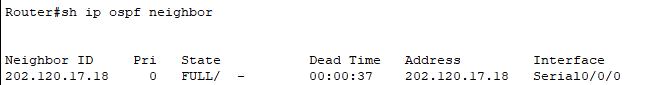 Router#sh ip ospf neighbor
Neighbor ID     Pri   State           Dead Time   Address         Interface
202.120.17.18     0   FULL/  -        00:00:37    202.120.17.18   Serial0/0/0